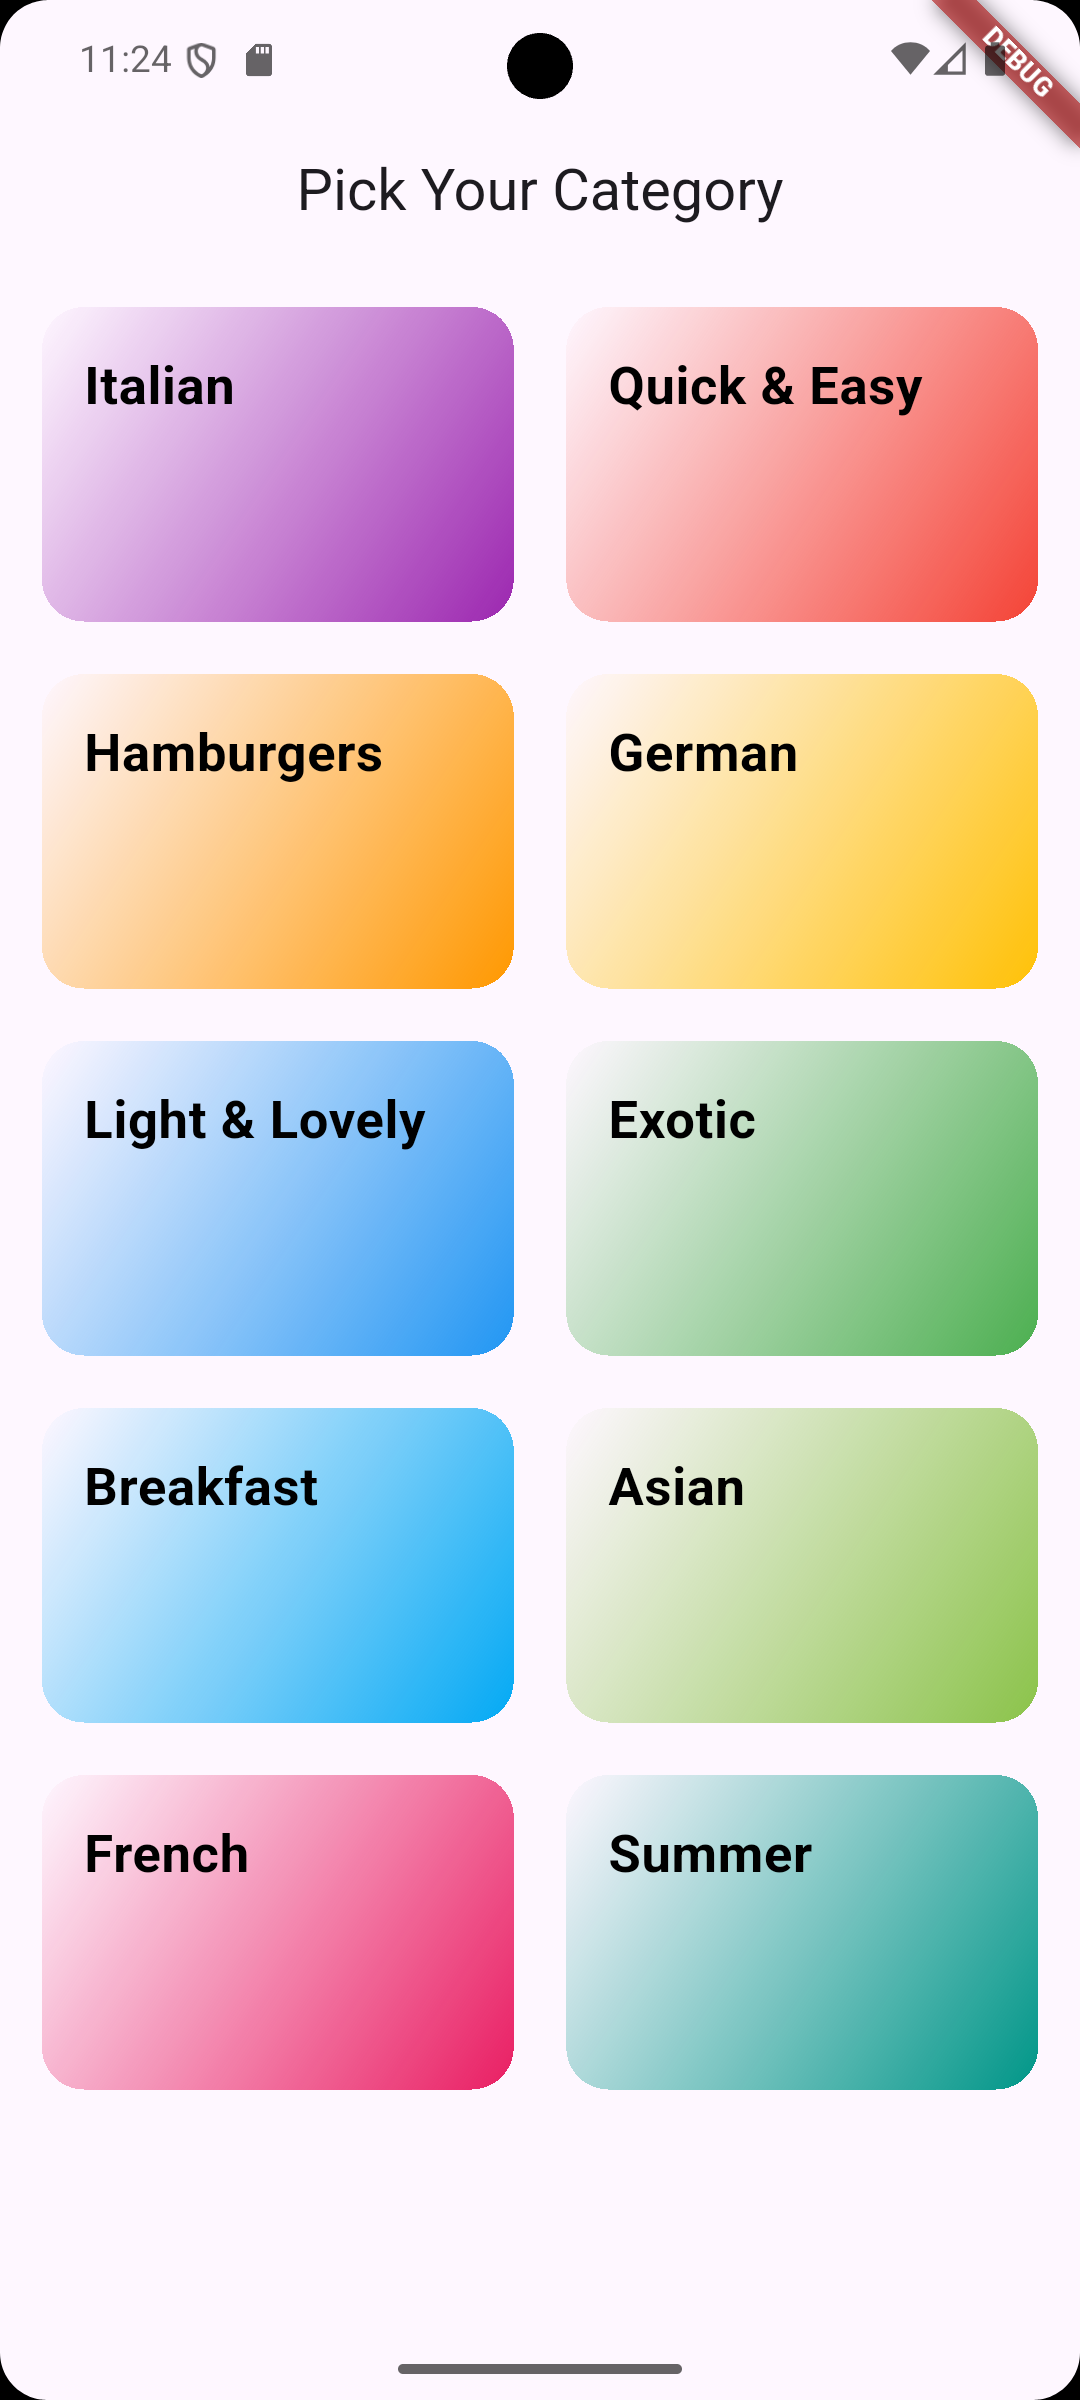 11:24
DEBUG
Pick Your Category
Italian
Quick & Easy
Hamburgers
German
Light & Lovely
Exotic
Breakfast
Asian
French
Summer